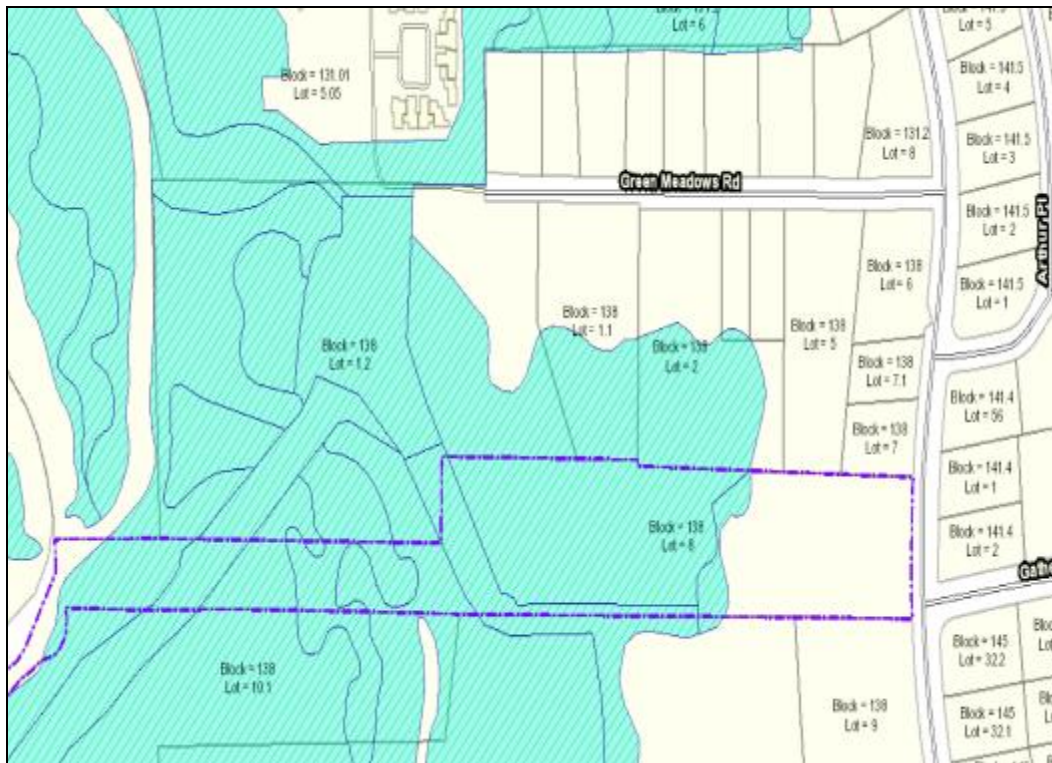 Lot = 6
Lot = 5
Block = 141.5
Lot = 4
Block = 131.01
Lot = 5.05
Block = 131.2
Lot = 8
Block = 141.5
Lot = 3
Green Meadows Rd
Block = 141.5
Lot = 2
Arthur Pl
Block = 138
Lot = 6
Block = 141.5
Lot = 1
Block = 138
Lot = 1.1
Block = 138
Lot = 1.2
Block = 138
Lot = 2
Block = 138
Lot = 5
Block = 138
Lot = 7.1
Block = 141.4
Lot = 56
Block = 138
Lot = 7
Block = 141.4
Lot = 1
Block = 138
Lot = 8
Block = 141.4
Lot = 2
Block = 138
Lot = 10.1
Block = 145
Lot = 32.2
Block = 138
Lot = 9
Block = 145
Lot = 32.1